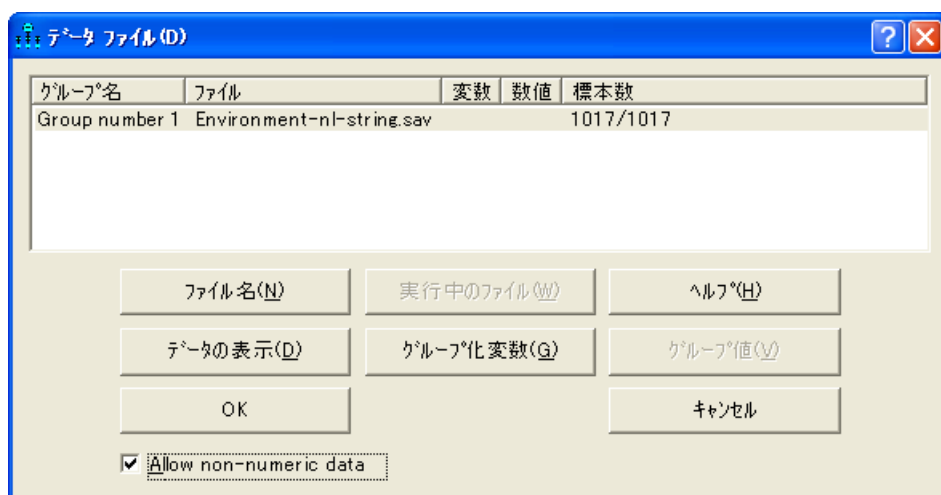 ﾃﾞｰﾀ ﾌｧｲﾙ(D)
ｸﾞﾙｰﾌﾟ名 ﾌｧｲﾙ 変数 数値 標本数
Group number 1 Environment-nl-string.sav 1017/1017
ﾌｧｲﾙ名(N) 実行中のﾌｧｲﾙ(W) ﾍﾙﾌﾟ(H)
ﾃﾞｰﾀの表示(D) ｸﾞﾙｰﾌﾟ化変数(G) ｸﾞﾙｰﾌﾟ値(V)
OK ｷｬﾝｾﾙ
Allow non-numeric data